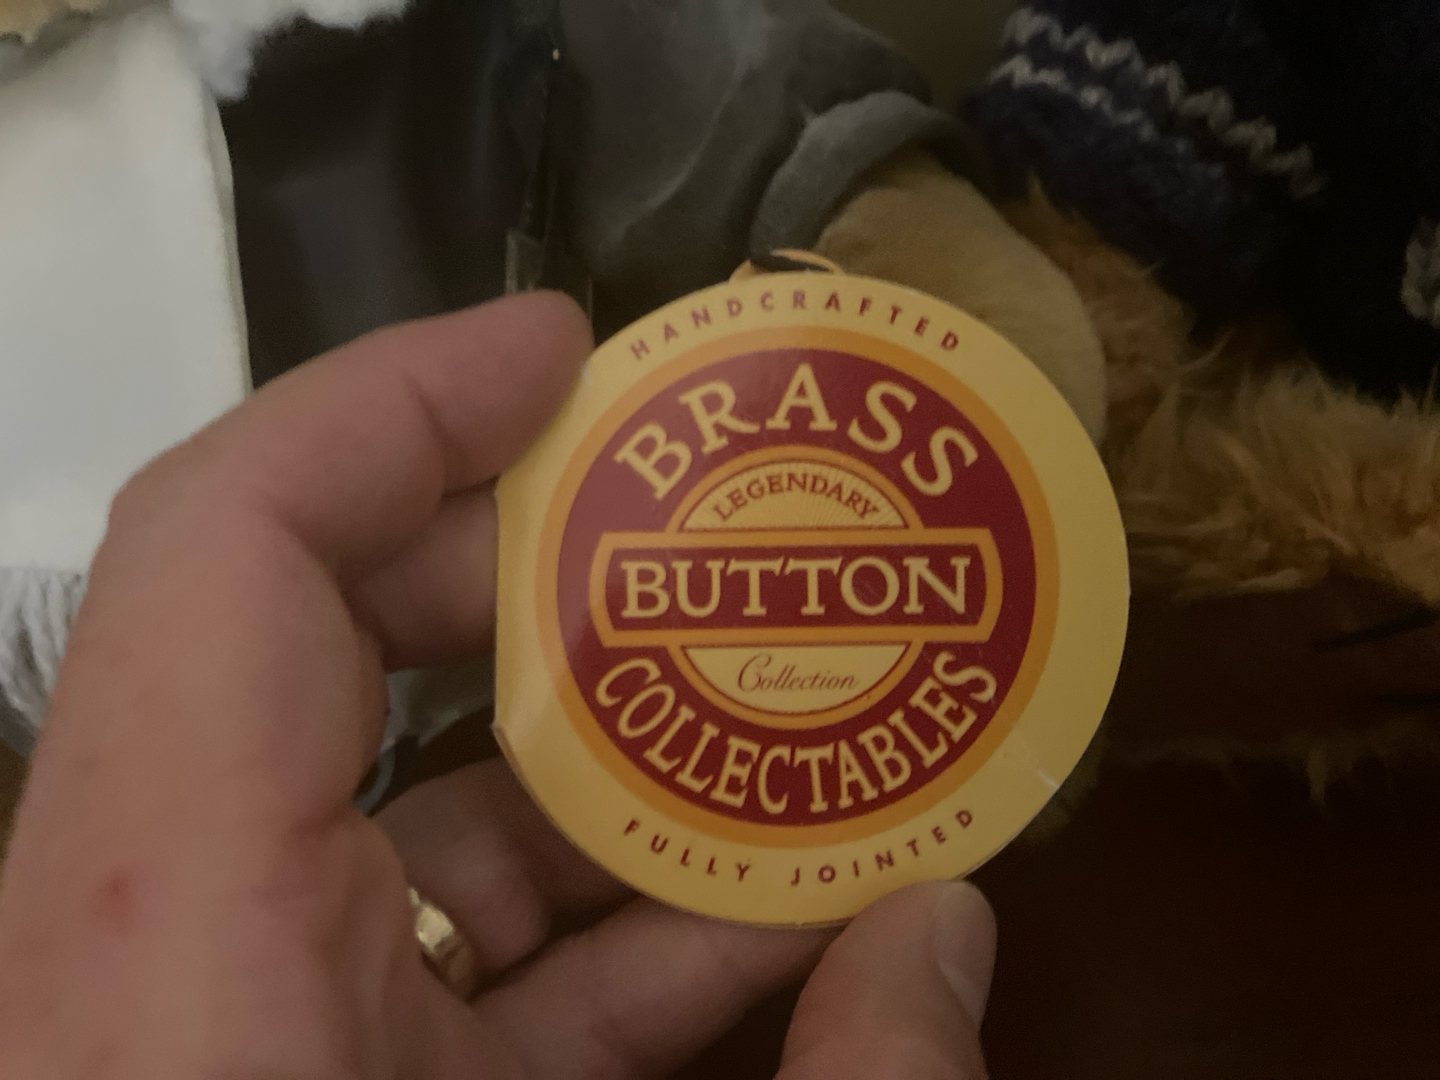 HANDCRAFTED
BRASS
LEGENDARY
BUTTON
Collection
COLLECTABLES
FULLY JOINTED